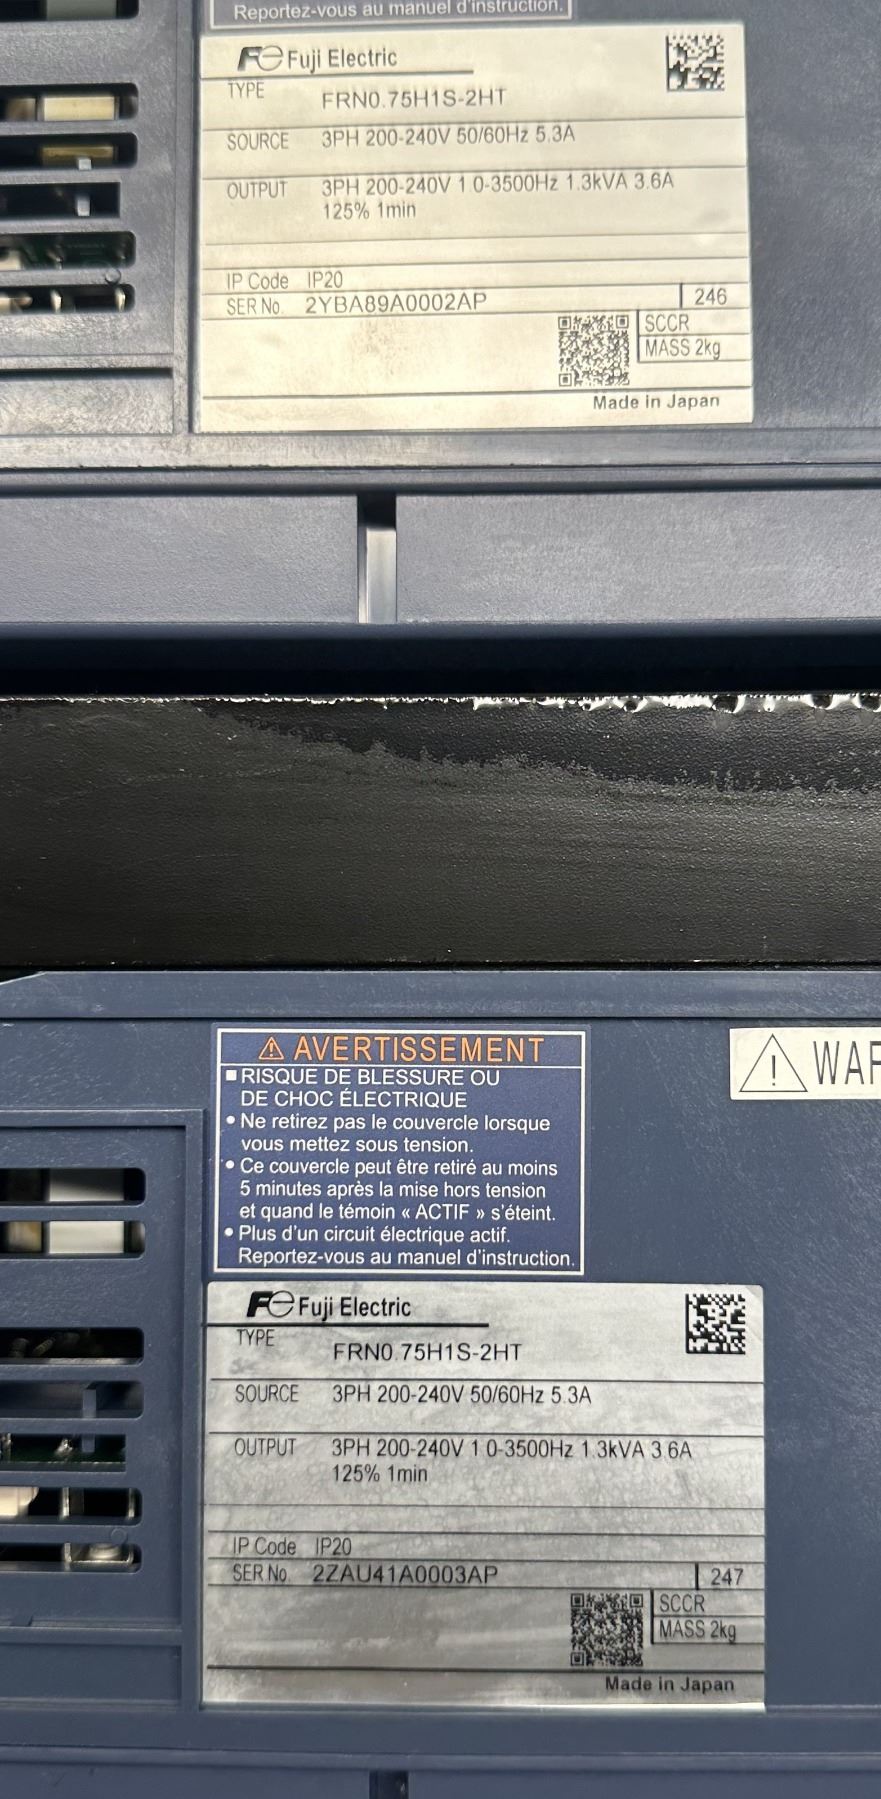 Reportez-vous au manuel d'instruction.
Fe Fuji Electric
TYPE FRN0.75H1S-2HT
SOURCE 3PH 200-240V 50/60Hz 5.3A
OUTPUT 3PH 200-240V 1.0-3500Hz 1.3kVA 3.6A
125% 1min
IP Code IP20
SER No. 2YBA89A0002AP 246
SCCR
MASS 2kg
Made in Japan
⚠ AVERTISSEMENT
■ RISQUE DE BLESSURE OU
DE CHOC ÉLECTRIQUE
• Ne retirez pas le couvercle lorsque
vous mettez sous tension.
• Ce couvercle peut être retiré au moins
5 minutes après la mise hors tension
et quand le témoin « ACTIF » s'éteint.
• Plus d'un circuit électrique actif.
Reportez-vous au manuel d'instruction.
⚠ WAR
Fe Fuji Electric
TYPE FRN0.75H1S-2HT
SOURCE 3PH 200-240V 50/60Hz 5.3A
OUTPUT 3PH 200-240V 1.0-3500Hz 1.3kVA 3.6A
125% 1min
IP Code IP20
SER No. 2ZAU41A0003AP 247
SCCR
MASS 2kg
Made in Japan